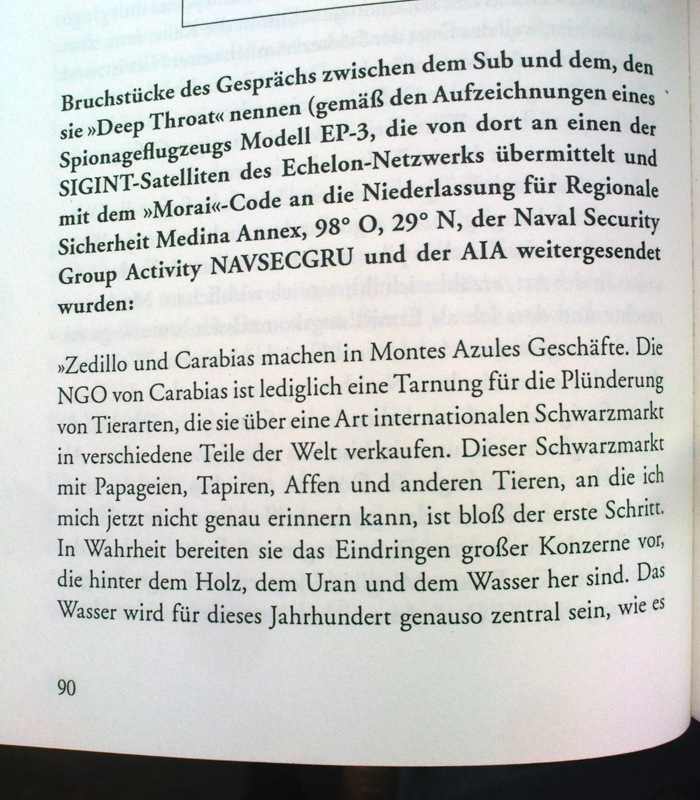 Bruchstücke des Gesprächs zwischen dem Sub und dem, den
sie »Deep Throat« nennen (gemäß den Aufzeichnungen eines
Spionageflugzeugs Modell EP-3, die von dort an einen der
SIGINT-Satelliten des Echelon-Netzwerks übermittelt und
mit dem »Morai«-Code an die Niederlassung für Regionale
Sicherheit Medina Annex, 98° O, 29° N, der Naval Security
Group Activity NAVSECGRU und der AIA weitergesendet
wurden:
»Zedillo und Carabias machen in Montes Azules Geschäfte. Die
NGO von Carabias ist lediglich eine Tarnung für die Plünderung
von Tierarten, die sie über eine Art internationalen Schwarzmarkt
in verschiedene Teile der Welt verkaufen. Dieser Schwarzmarkt
mit Papageien, Tapiren, Affen und anderen Tieren, an die ich
mich jetzt nicht genau erinnern kann, ist bloß der erste Schritt.
In Wahrheit bereiten sie das Eindringen großer Konzerne vor,
die hinter dem Holz, dem Uran und dem Wasser her sind. Das
Wasser wird für dieses Jahrhundert genauso zentral sein, wie es
90